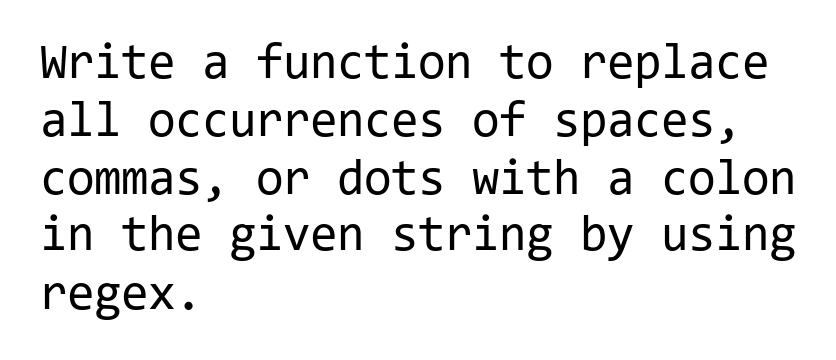 Write a function to replace
all occurrences of spaces,
commas, or dots with a colon
in the given string by using
regex.